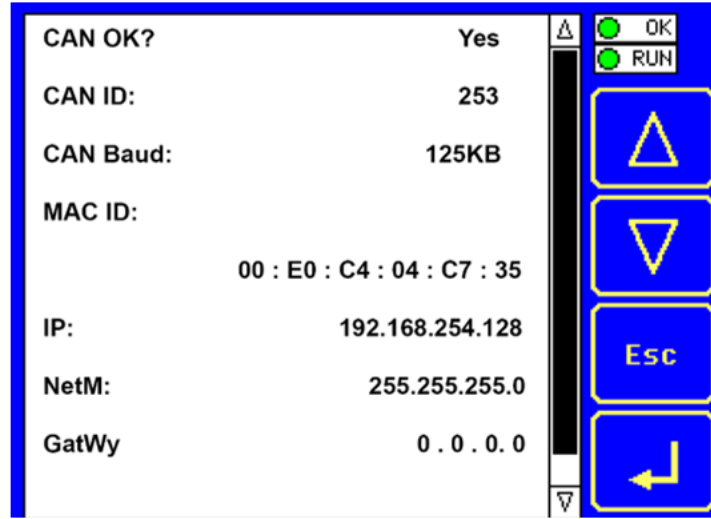 CAN OK? Yes
OK
RUN
CAN ID: 253
CAN Baud: 125KB
MAC ID:
00 : E0 : C4 : 04 : C7 : 35
IP: 192.168.254.128
Esc
NetM: 255.255.255.0
GatWy 0 . 0 . 0. 0